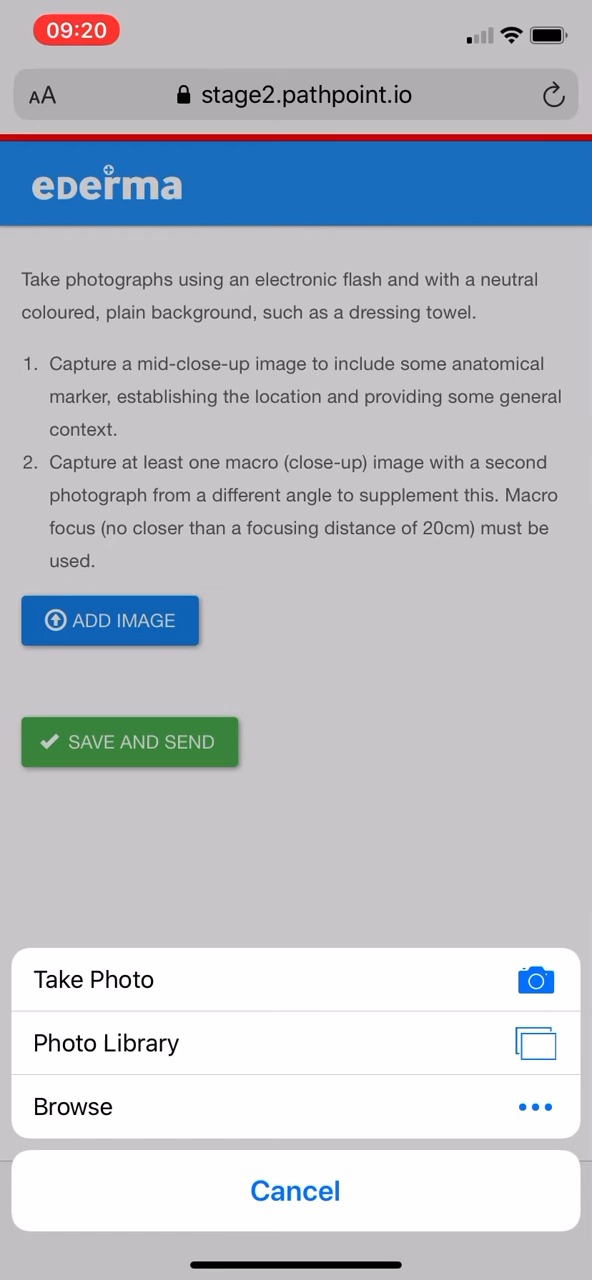 09:20
AA stage2.pathpoint.io
eDerma
Take photographs using an electronic flash and with a neutral
coloured, plain background, such as a dressing towel.
1. Capture a mid-close-up image to include some anatomical
marker, establishing the location and providing some general
context.
2. Capture at least one macro (close-up) image with a second
photograph from a different angle to supplement this. Macro
focus (no closer than a focusing distance of 20cm) must be
used.
ADD IMAGE
SAVE AND SEND
Take Photo
Photo Library
Browse
Cancel